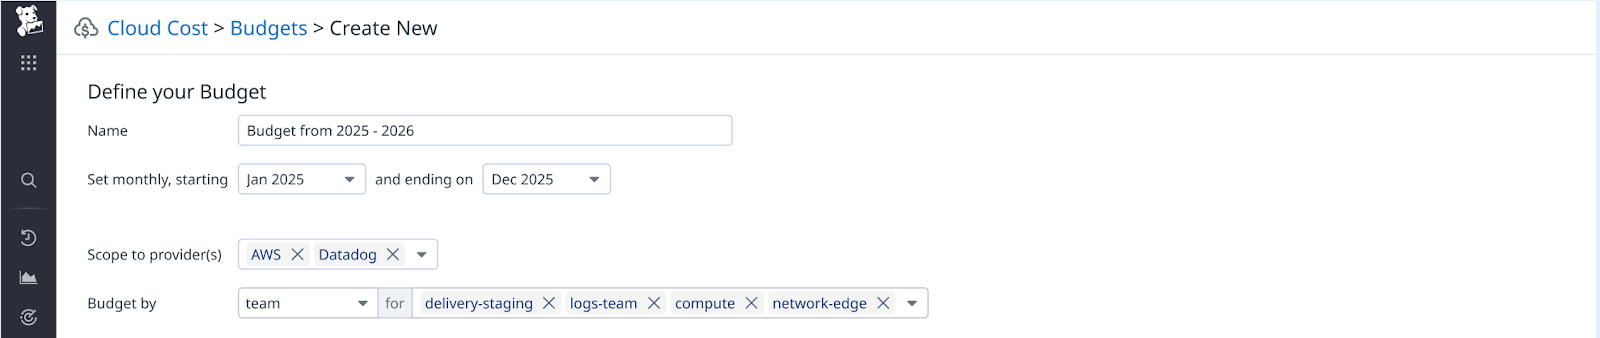 Cloud Cost > Budgets > Create New
Define your Budget
Name Budget from 2025 - 2026
Set monthly, starting Jan 2025 and ending on Dec 2025
Scope to provider(s) AWS Datadog
Budget by team for delivery-staging logs-team compute network-edge